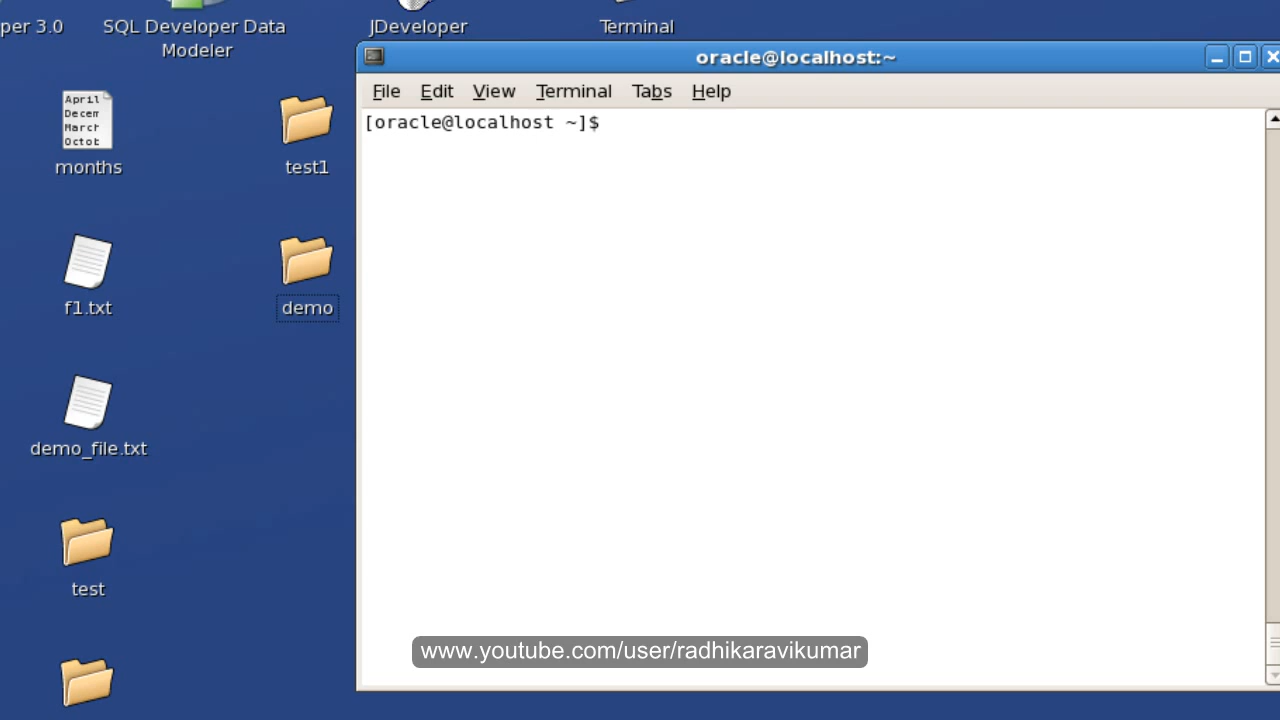 per 3.0
SQL Developer Data
Modeler
JDeveloper
Terminal
oracle@localhost:~
File Edit View Terminal Tabs Help
[oracle@localhost ~]$
April
Decem
March
Octob
months
test1
f1.txt
demo
demo_file.txt
test
www.youtube.com/user/radhikaravikumar